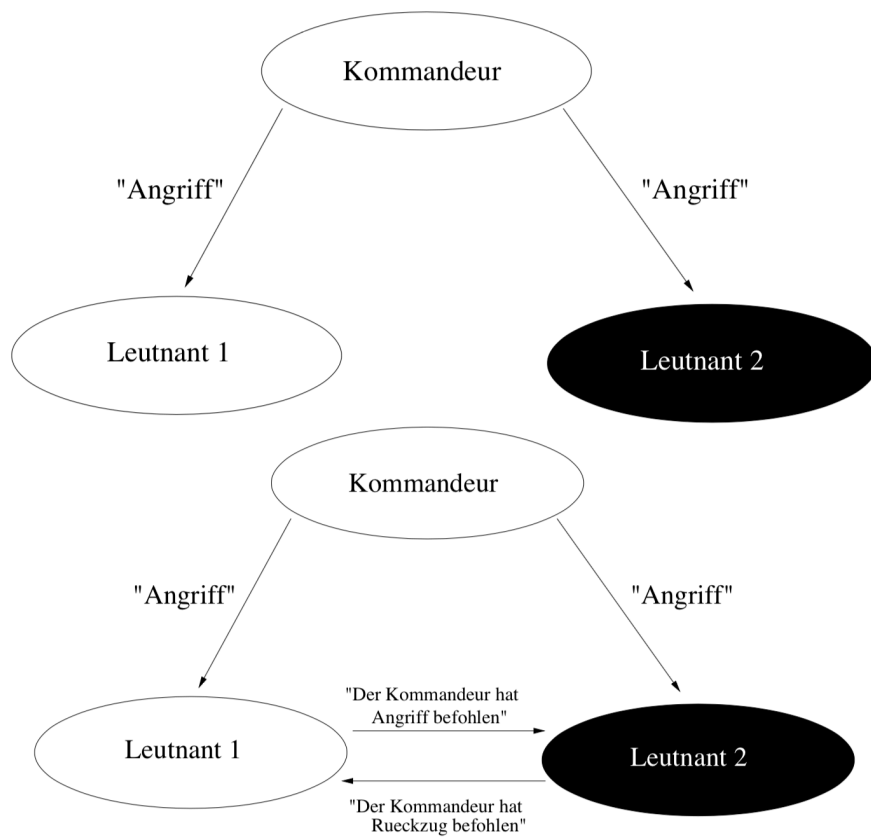 Kommandeur
"Angriff"
"Angriff"
Leutnant 1
Leutnant 2
Kommandeur
"Angriff"
"Angriff"
"Der Kommandeur hat
Angriff befohlen"
Leutnant 1
Leutnant 2
"Der Kommandeur hat
Rueckzug befohlen"